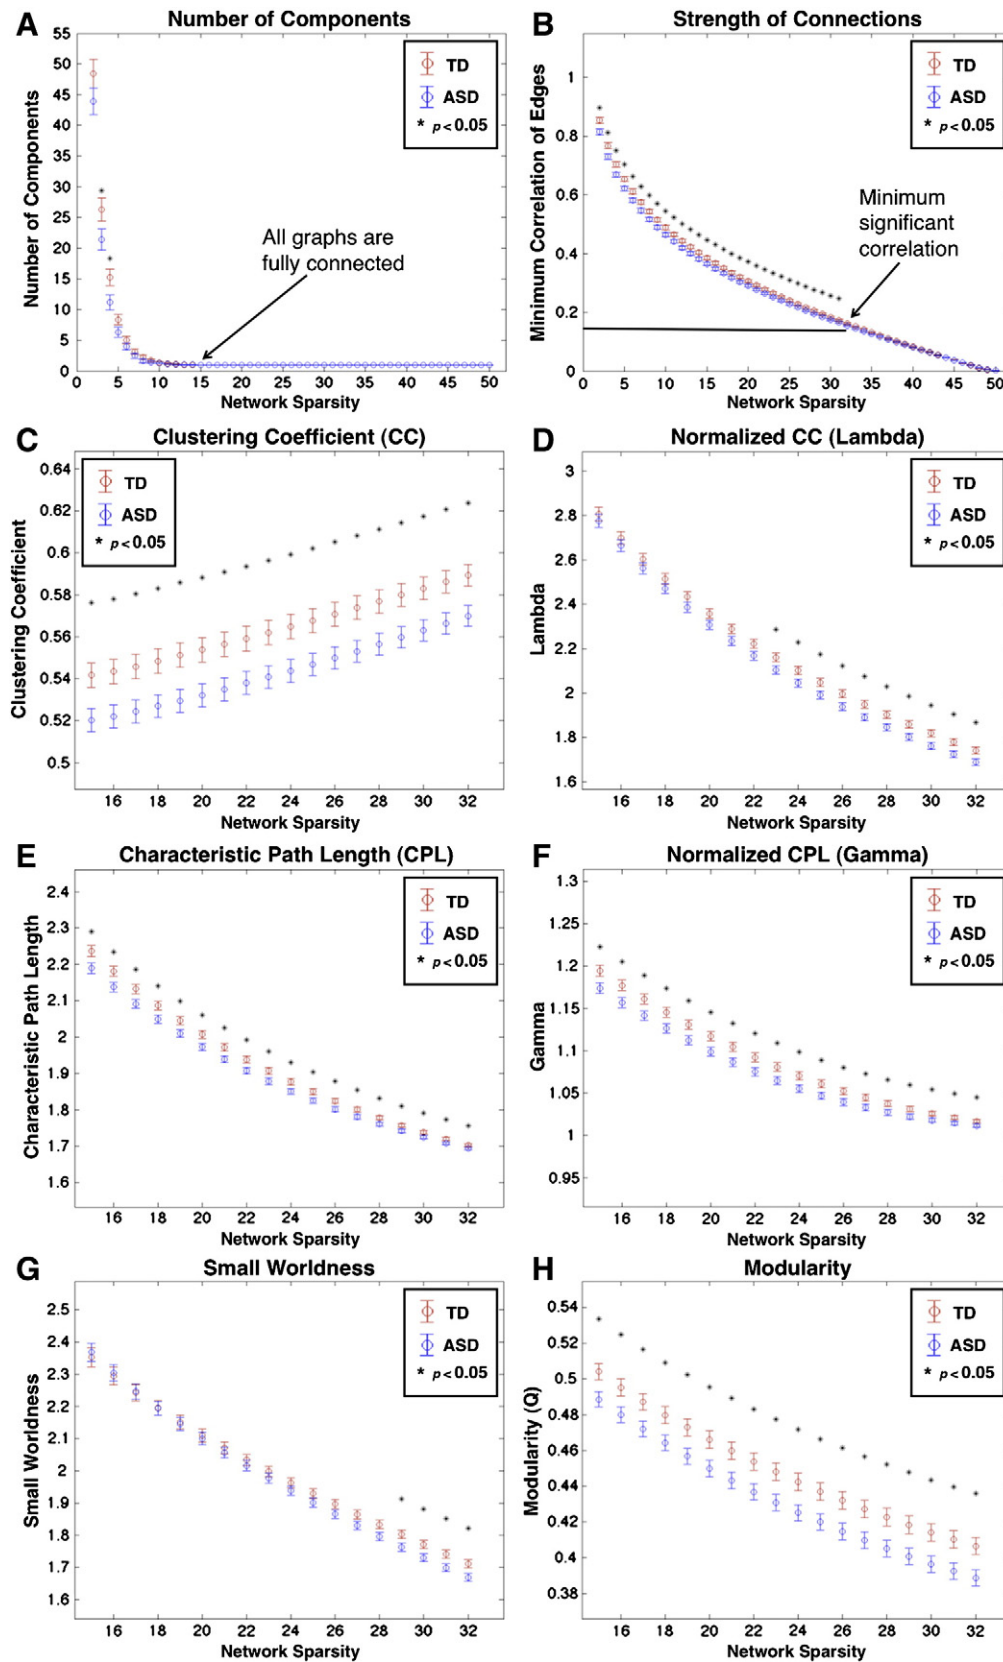 A
Number of Components
Number of Components
55
50
45
40
35
30
25
20
15
10
5
0
0 5 10 15 20 25 30 35 40 45 50
Network Sparsity
TD
ASD
* p<0.05
All graphs are
fully connected
B
Strength of Connections
Minimum Correlation of Edges
1
0.8
0.6
0.4
0.2
0
0 5 10 15 20 25 30 35 40 45 50
Network Sparsity
TD
ASD
* p<0.05
Minimum
significant
correlation
C
Clustering Coefficient (CC)
Clustering Coefficient
0.64
0.62
0.6
0.58
0.56
0.54
0.52
0.5
16 18 20 22 24 26 28 30 32
Network Sparsity
TD
ASD
* p<0.05
D
Normalized CC (Lambda)
Lambda
3
2.8
2.6
2.4
2.2
2
1.8
1.6
16 18 20 22 24 26 28 30 32
Network Sparsity
TD
ASD
* p<0.05
E
Characteristic Path Length (CPL)
Characteristic Path Length
2.4
2.3
2.2
2.1
2
1.9
1.8
1.7
1.6
16 18 20 22 24 26 28 30 32
Network Sparsity
TD
ASD
* p<0.05
F
Normalized CPL (Gamma)
Gamma
1.3
1.25
1.2
1.15
1.1
1.05
1
0.95
16 18 20 22 24 26 28 30 32
Network Sparsity
TD
ASD
* p<0.05
G
Small Worldness
Small Worldness
2.5
2.4
2.3
2.2
2.1
2
1.9
1.8
1.7
1.6
16 18 20 22 24 26 28 30 32
Network Sparsity
TD
ASD
* p<0.05
H
Modularity
Modularity (Q)
0.54
0.52
0.5
0.48
0.46
0.44
0.42
0.4
0.38
16 18 20 22 24 26 28 30 32
Network Sparsity
TD
ASD
* p<0.05